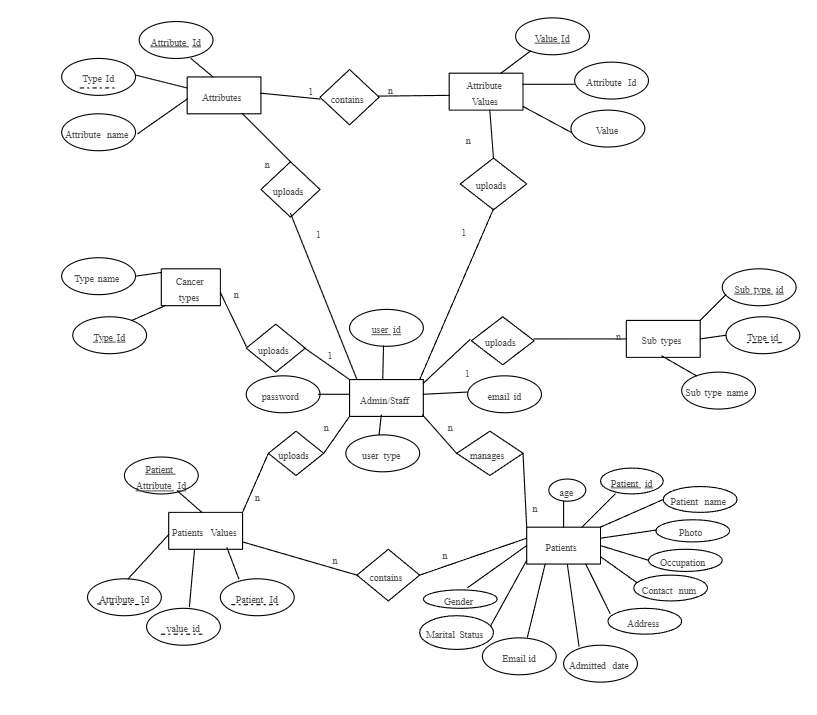 Attribute Id
Value Id
Type Id
Attributes
1
contains
n
Attribute
Values
Attribute Id
Attribute name
Value
n
n
uploads
uploads
1
1
Type name
Cancer
types
n
Sub type id
Type Id
uploads
1
user id
uploads
n
Sub types
Type id
1
password
Admin/Staff
email id
Sub type name
n
n
uploads
user type
manages
Patient
Attribute Id
n
age
Patient id
Patient name
n
Patients Values
Patients
Photo
n
contains
n
Occupation
Attribute Id
value id
Patient Id
Gender
Contact num
Marital Status
Address
Email id
Admitted date